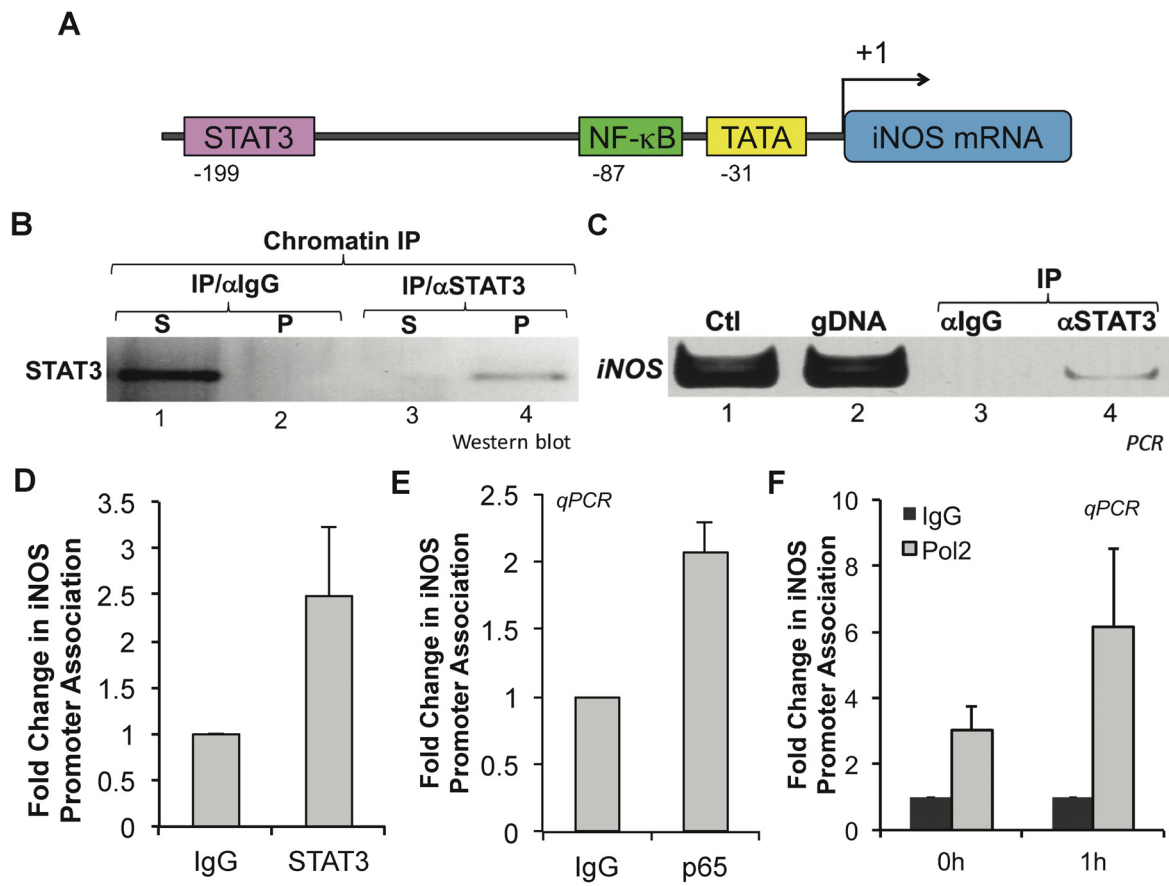 A
+1
STAT3
NF-κB
TATA
iNOS mRNA
-199
-87
-31
B
Chromatin IP
IP/αIgG
IP/αSTAT3
S
P
S
P
STAT3
1
2
3
4
Western blot
C
IP
Ctl
gDNA
αIgG
αSTAT3
iNOS
1
2
3
4
PCR
D
Fold Change in iNOS
Promoter Association
3.5
3
2.5
2
1.5
1
0.5
0
IgG
STAT3
E
qPCR
Fold Change in iNOS
Promoter Association
2.5
2
1.5
1
0.5
0
IgG
p65
F
IgG
Pol2
qPCR
Fold Change in iNOS
Promoter Association
10
8
6
4
2
0
0h
1h